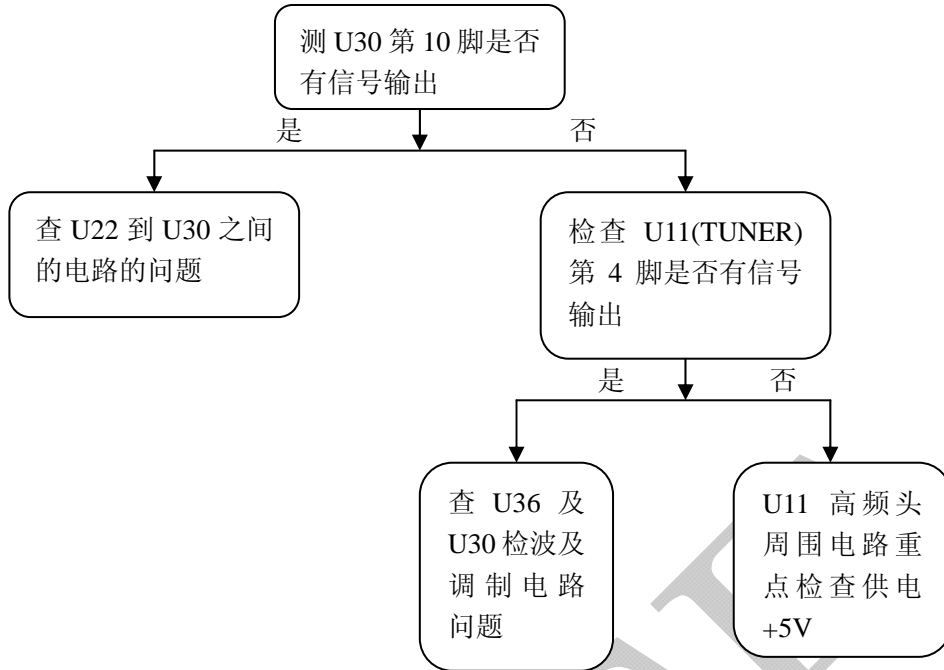 测 U30 第 10 脚是否
有信号输出
是
否
查 U22 到 U30 之间
的电路的问题
检查 U11(TUNER)
第 4 脚是否有信号
输出
是
否
查 U36 及
U30 检波及
调制电路
问题
U11 高频头
周围电路重
点检查供电
+5V